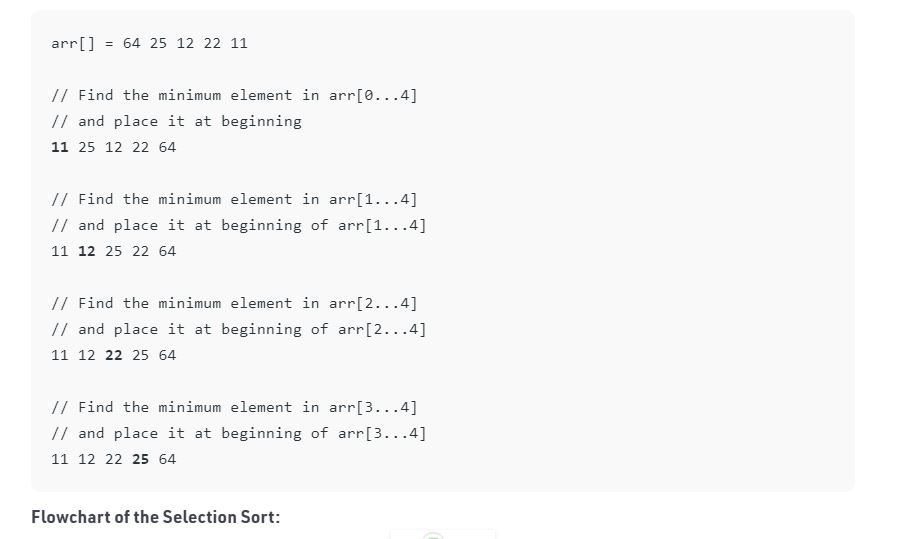 arr[] = 64 25 12 22 11
// Find the minimum element in arr[0...4]
// and place it at beginning
11 25 12 22 64
// Find the minimum element in arr[1...4]
// and place it at beginning of arr[1...4]
11 12 25 22 64
// Find the minimum element in arr[2...4]
// and place it at beginning of arr[2...4]
11 12 22 25 64
// Find the minimum element in arr[3...4]
// and place it at beginning of arr[3...4]
11 12 22 25 64
Flowchart of the Selection Sort: